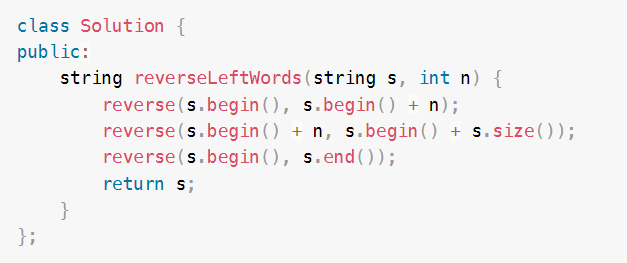 class Solution {
public:
    string reverseLeftWords(string s, int n) {
        reverse(s.begin(), s.begin() + n);
        reverse(s.begin() + n, s.begin() + s.size());
        reverse(s.begin(), s.end());
        return s;
    }
};